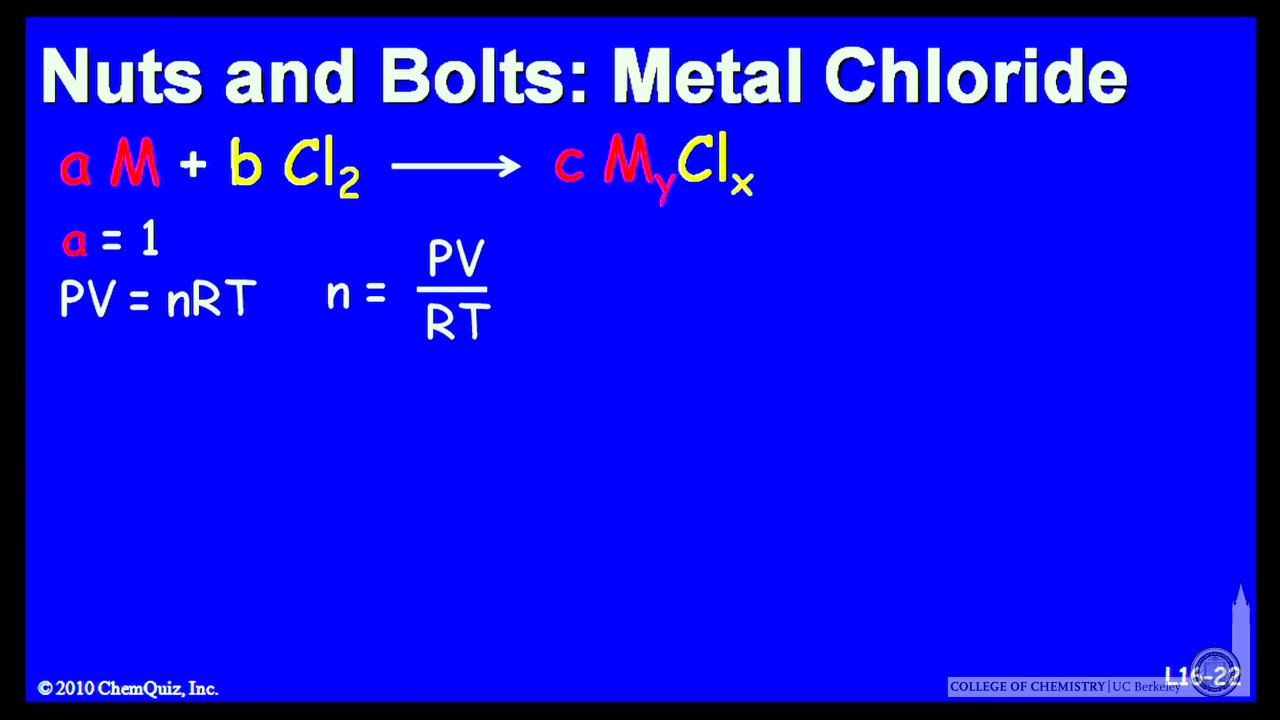 Nuts and Bolts: Metal Chloride
a M + b Cl₂ ⟶ c MyClₓ
a = 1
PV = nRT n = PV/RT
© 2010 ChemQuiz, Inc.
L16-22
COLLEGE OF CHEMISTRY | UC Berkeley